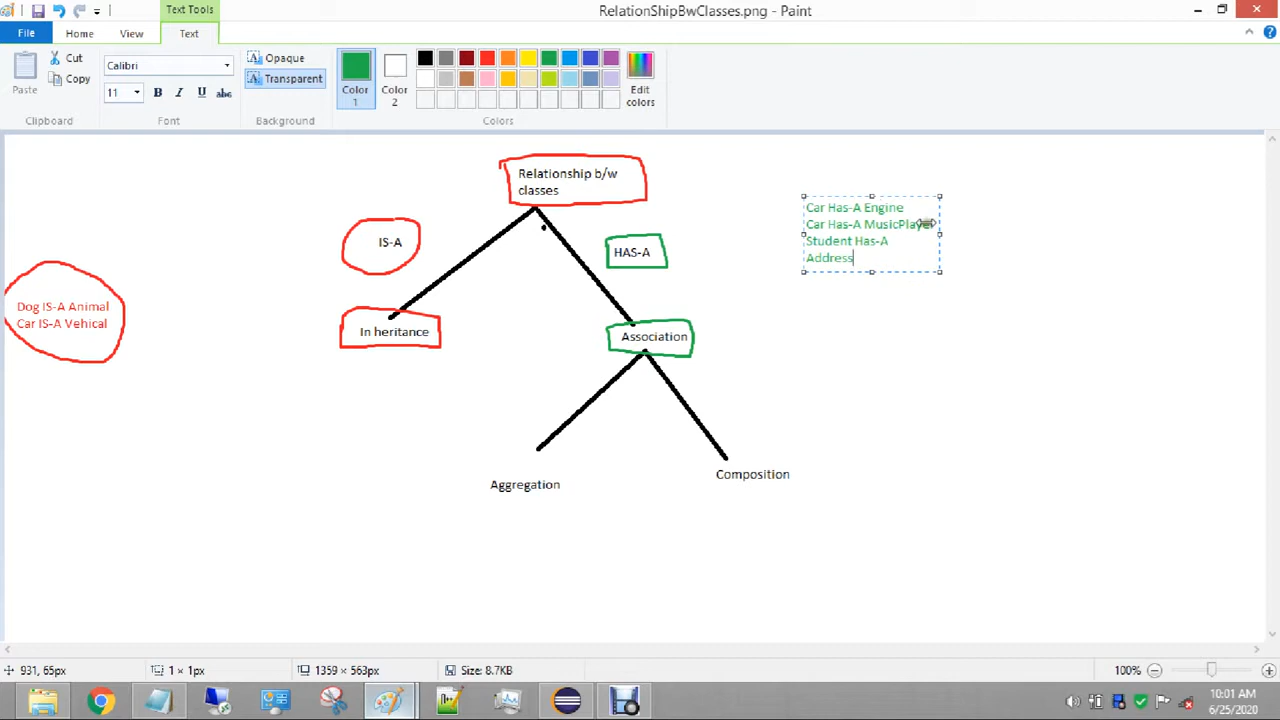 RelationShipBwClasses.png - Paint
Text Tools
File
Home
View
Text
Paste
Cut
Copy
Clipboard
Calibri
11
B I U abc
Font
Opaque
Transparent
Background
Color 1
Color 2
Edit colors
Colors
Relationship b/w
classes
IS-A
HAS-A
Car Has-A Engine
Car Has-A MusicPlayer
Student Has-A
Address
Dog IS-A Animal
Car IS-A Vehical
In heritance
Association
Aggregation
Composition
931, 65px
1 × 1px
1359 × 563px
Size: 8.7KB
100%
10:01 AM
6/25/2020